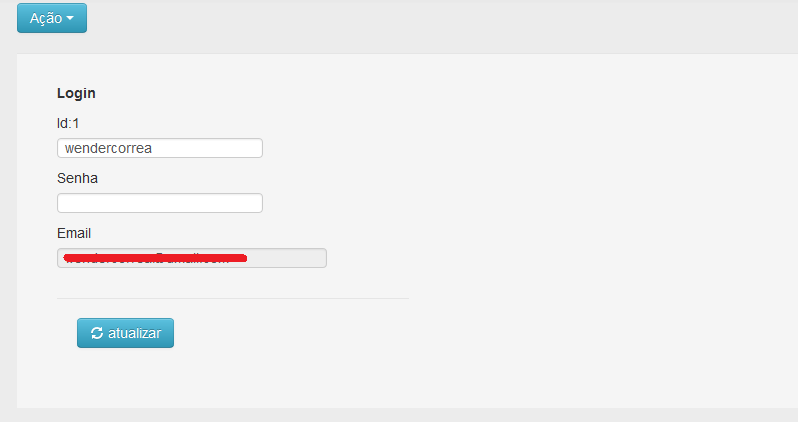 Ação
Login
Id:1
wendercorrea
Senha
Email
atualizar